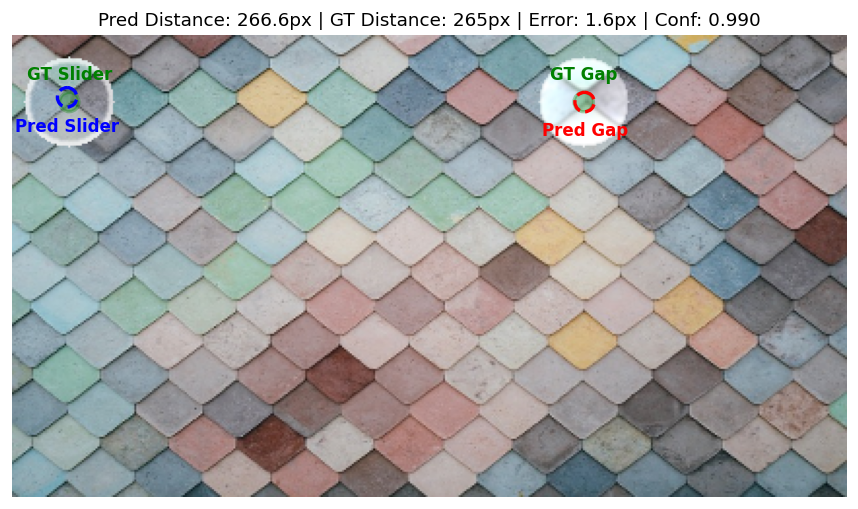 Pred Distance: 266.6px | GT Distance: 265px | Error: 1.6px | Conf: 0.990
GT Slider
GT Gap
Pred Slider
Pred Gap